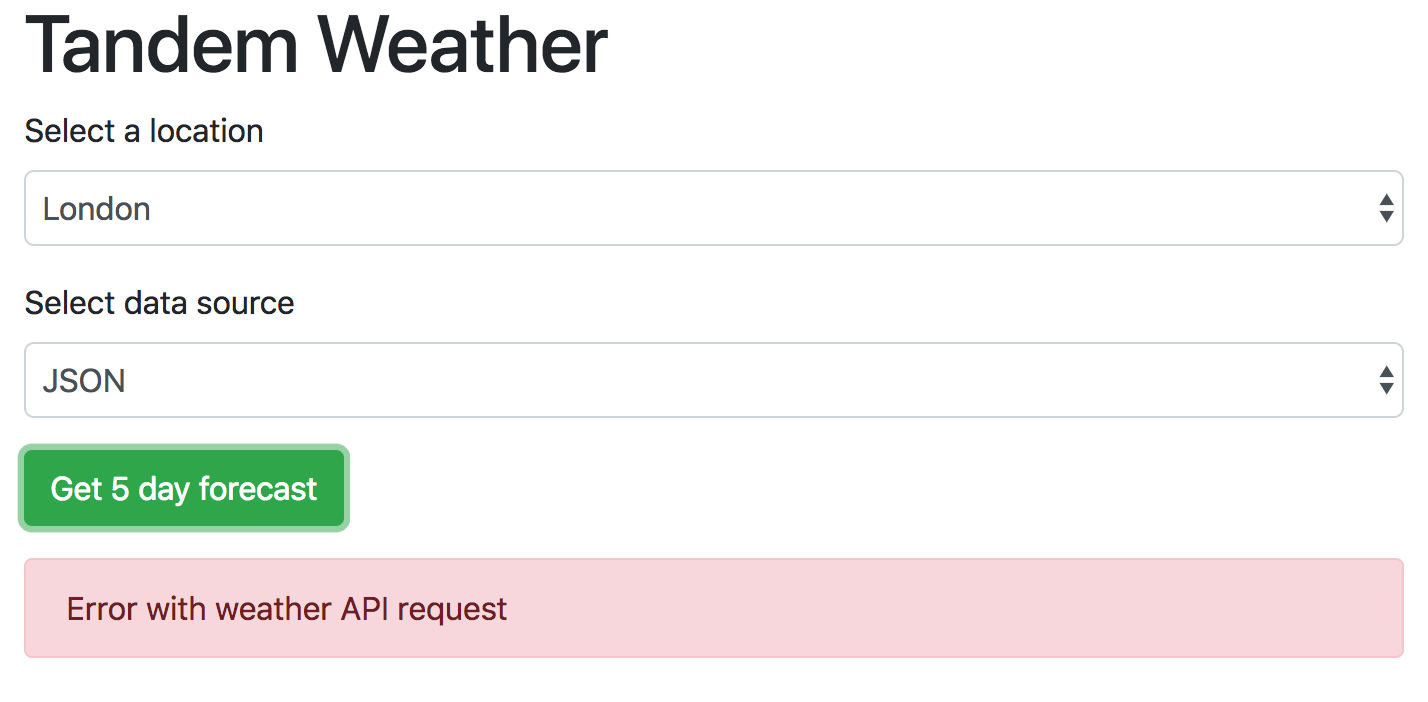 Tandem Weather
Select a location
London
Select data source
JSON
Get 5 day forecast
Error with weather API request